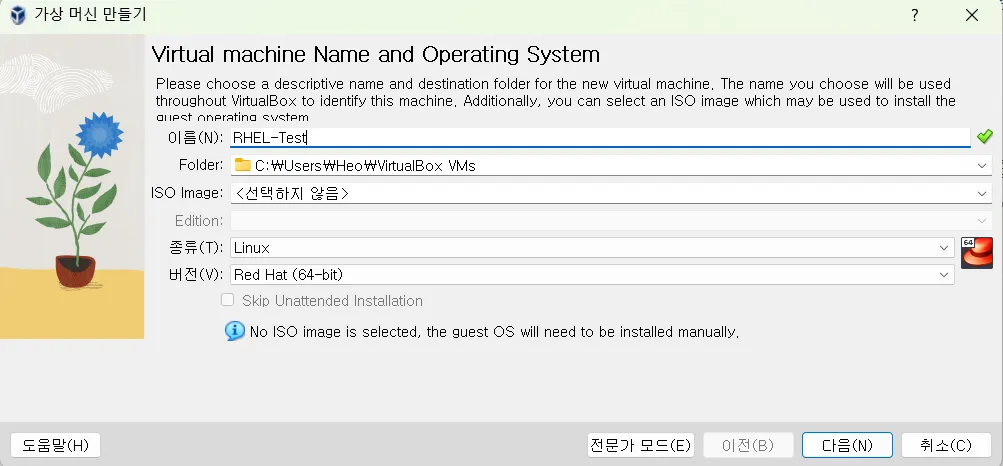 가상 머신 만들기
?
Virtual machine Name and Operating System
Please choose a descriptive name and destination folder for the new virtual machine. The name you choose will be used
throughout VirtualBox to identify this machine. Additionally, you can select an ISO image which may be used to install the
guest operating system.
이름(N): RHEL-Test
Folder: C:₩Users₩Heo₩VirtualBox VMs
ISO Image: <선택하지 않음>
Edition:
종류(T): Linux
64
버전(V): Red Hat (64-bit)
Skip Unattended Installation
No ISO image is selected, the guest OS will need to be installed manually.
도움말(H) 전문가 모드(E) 이전(B) 다음(N) 취소(C)